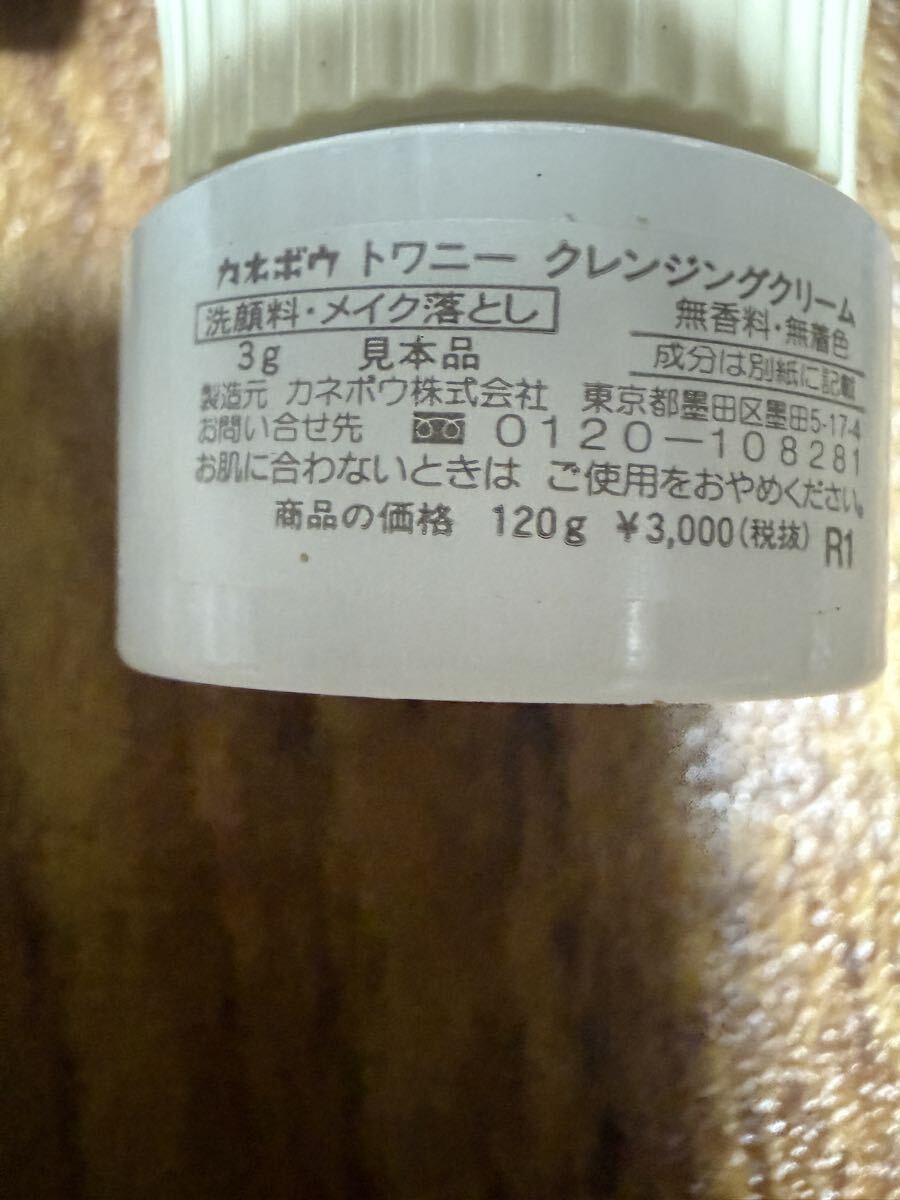 カネボウ トワニー クレンジングクリーム
洗顔料・メイク落とし 無香料・無着色
3g 見本品 成分は別紙に記載
製造元 カネボウ株式会社 東京都墨田区墨田5-17-4
お問い合せ先 0120-108281
お肌に合わないときは ご使用をおやめください。
商品の価格 120g ¥3,000(税抜) R1